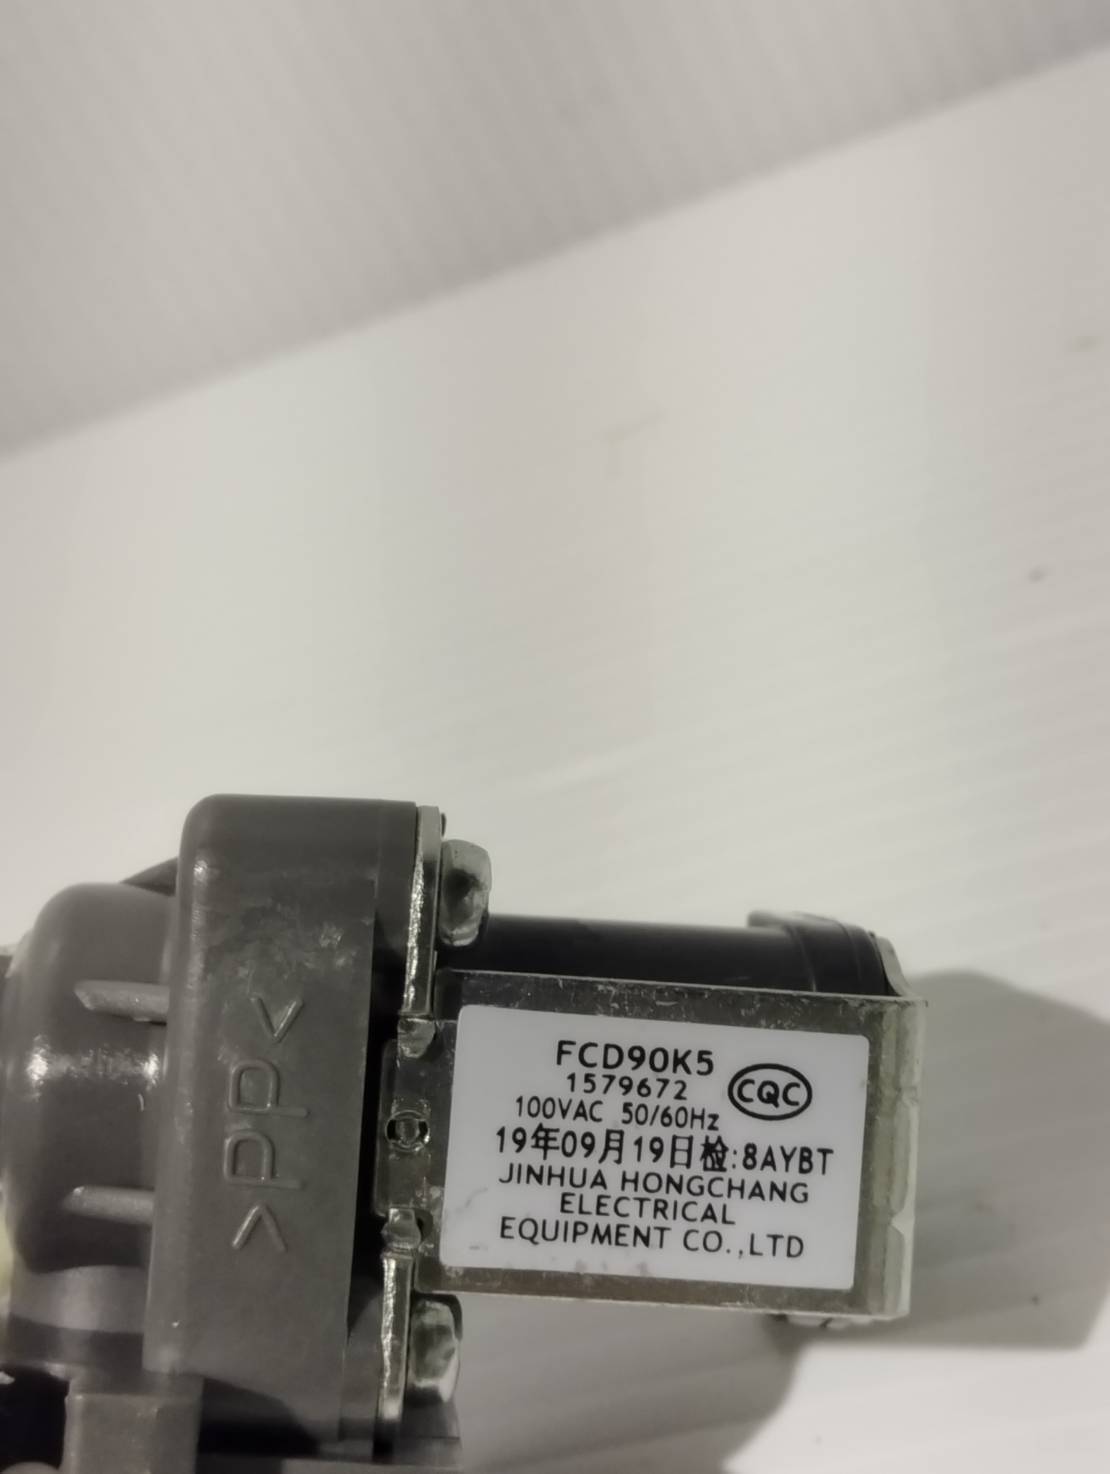 FCD90K5
1579672
CQC
100VAC 50/60Hz
19年09月19日检:8AYBT
JINHUA HONGCHANG
ELECTRICAL
EQUIPMENT CO.,LTD
>PP<